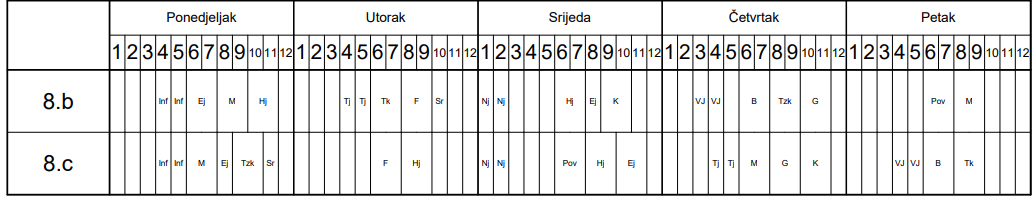 Ponedjeljak Utorak Srijeda Četvrtak Petak
1 2 3 4 5 6 7 8 9 10 11 12 1 2 3 4 5 6 7 8 9 10 11 12 1 2 3 4 5 6 7 8 9 10 11 12 1 2 3 4 5 6 7 8 9 10 11 12 1 2 3 4 5 6 7 8 9 10 11 12
8.b Inf Inf Ej M Hj Tj Tj Tk F Sr Nj Nj Hj Ej K VJ VJ B Tzk G Pov M
8.c Inf Inf M Ej Tzk Sr F Hj Nj Nj Pov Hj Ej Tj Tj M G K VJ VJ B Tk